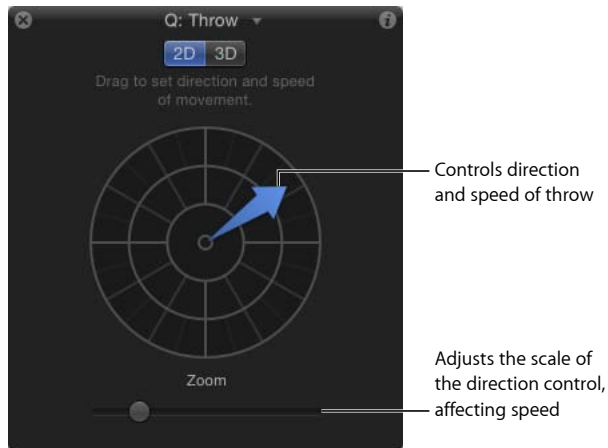 Q: Throw
2D 3D
Drag to set direction and speed
of movement.
Controls direction
and speed of throw
Zoom
Adjusts the scale of
the direction control,
affecting speed